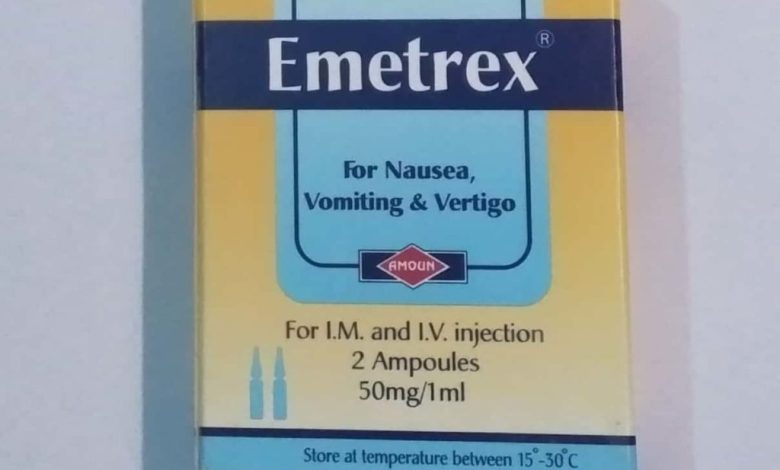 Emetrex®
For Nausea,
Vomiting & Vertigo
AMOUN
For I.M. and I.V. injection
2 Ampoules
50mg/1ml
Store at temperature between 15°-30°C